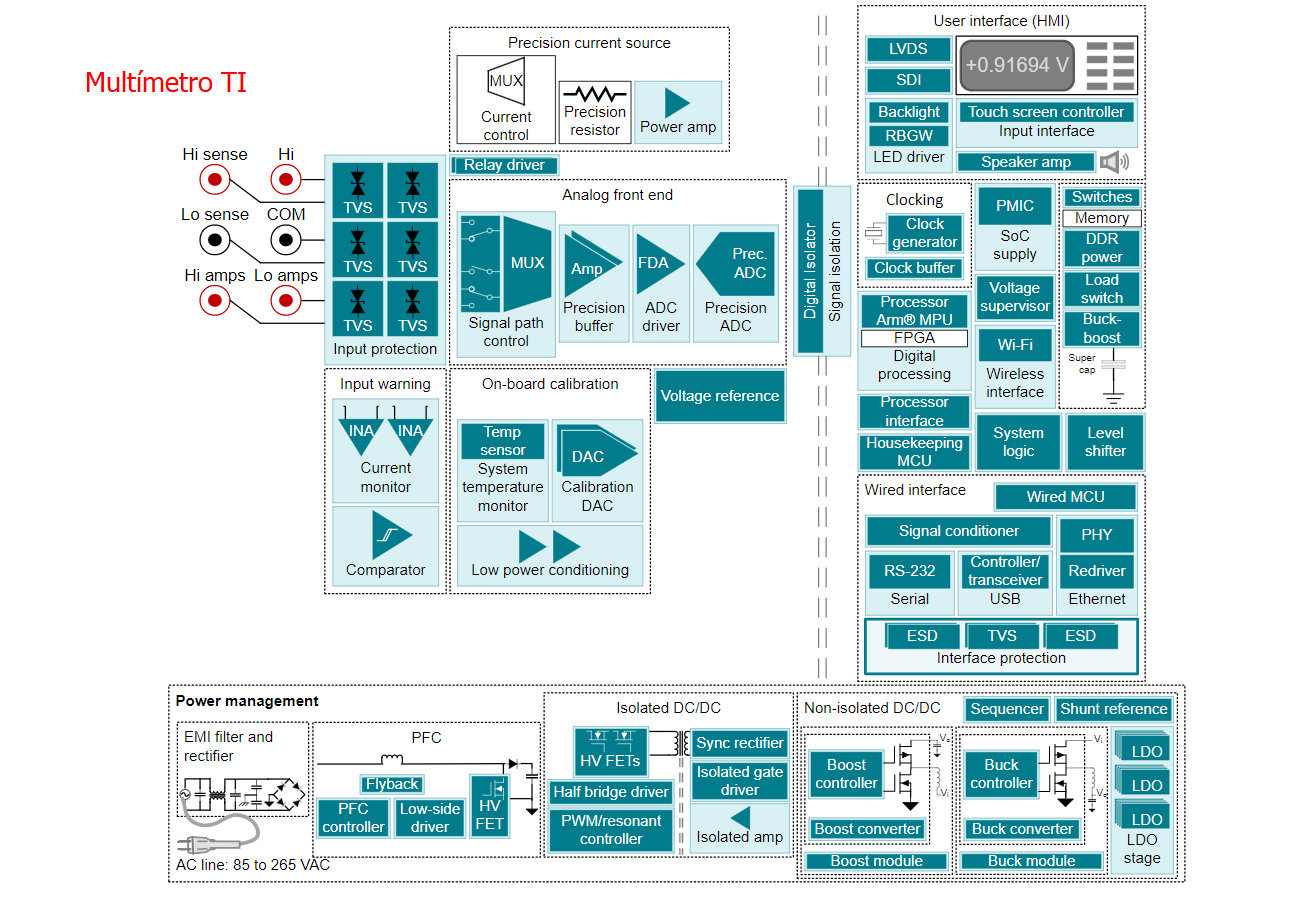 Multímetro TI
Precision current source
MUX
Current
control
Precision
resistor
Power amp
Relay driver
Hi sense
Hi
Lo sense
COM
Hi amps
Lo amps
TVS
TVS
TVS
TVS
TVS
TVS
Input protection
Analog front end
MUX
Signal path
control
Amp
Precision
buffer
FDA
ADC
driver
Prec.
ADC
Precision
ADC
Input warning
INA
INA
Current
monitor
Comparator
On-board calibration
Temp
sensor
System
temperature
monitor
DAC
Calibration
DAC
Low power conditioning
Voltage reference
Digital Isolator
Signal isolation
User interface (HMI)
LVDS
SDI
+0.91694 V
Backlight
RBGW
LED driver
Touch screen controller
Input interface
Speaker amp
Clocking
Clock
generator
Clock buffer
PMIC
SoC
supply
Voltage
supervisor
Wi-Fi
Wireless
interface
Switches
Memory
DDR
power
Load
switch
Buck-
boost
Super
cap
Processor
Arm® MPU
FPGA
Digital
processing
Processor
interface
Housekeeping
MCU
System
logic
Level
shifter
Wired interface
Wired MCU
Signal conditioner
PHY
RS-232
Serial
Controller/
transceiver
USB
Redriver
Ethernet
ESD
TVS
ESD
Interface protection
Power management
EMI filter and
rectifier
AC line: 85 to 265 VAC
PFC
Flyback
PFC
controller
Low-side
driver
HV
FET
Isolated DC/DC
HV FETs
Half bridge driver
PWM/resonant
controller
Sync rectifier
Isolated gate
driver
Isolated amp
Non-isolated DC/DC
Sequencer
Shunt reference
Boost
controller
Vo
Vi
Boost converter
Boost module
Buck
controller
Vi
Vo
Buck converter
Buck module
LDO
LDO
LDO
LDO
stage